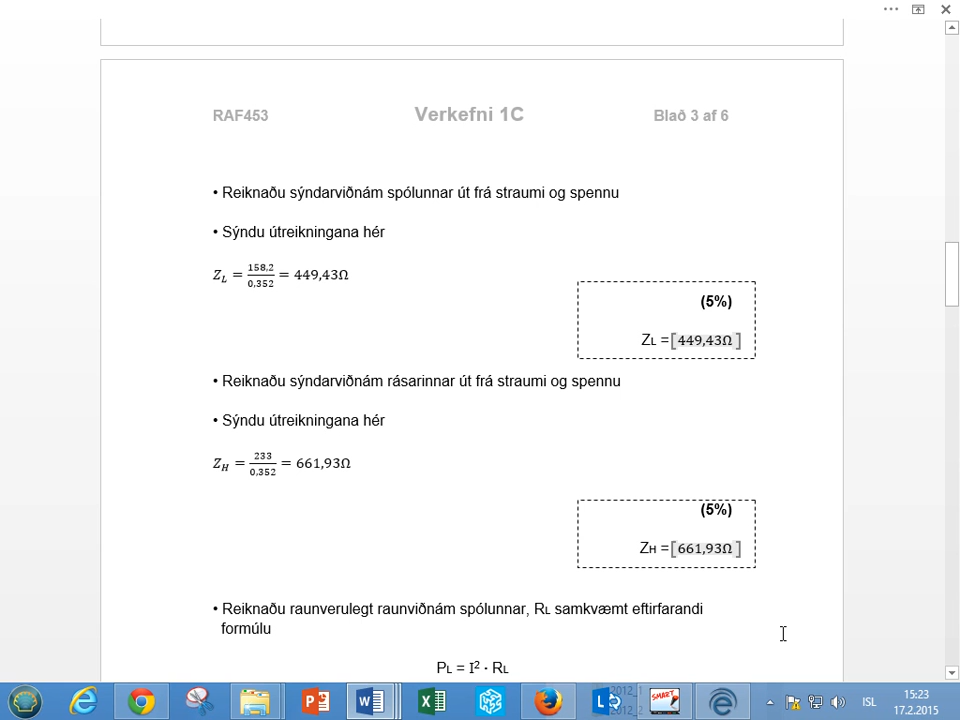 RAF453 Verkefni 1C Blað 3 af 6
• Reiknaðu sýndarviðnám spólunnar út frá straumi og spennu
• Sýndu útreikningana hér
Z_L = 158,2/0,352 = 449,43Ω
(5%)
ZL = [449,43Ω]
• Reiknaðu sýndarviðnám rásarinnar út frá straumi og spennu
• Sýndu útreikningana hér
Z_H = 233/0,352 = 661,93Ω
(5%)
ZH = [661,93Ω]
• Reiknaðu raunverulegt raunviðnám spólunnar, RL samkvæmt eftirfarandi
formúlu
PL = I² · RL
2012_1
2012_2
SMART
ISL
15:23
17.2.2015